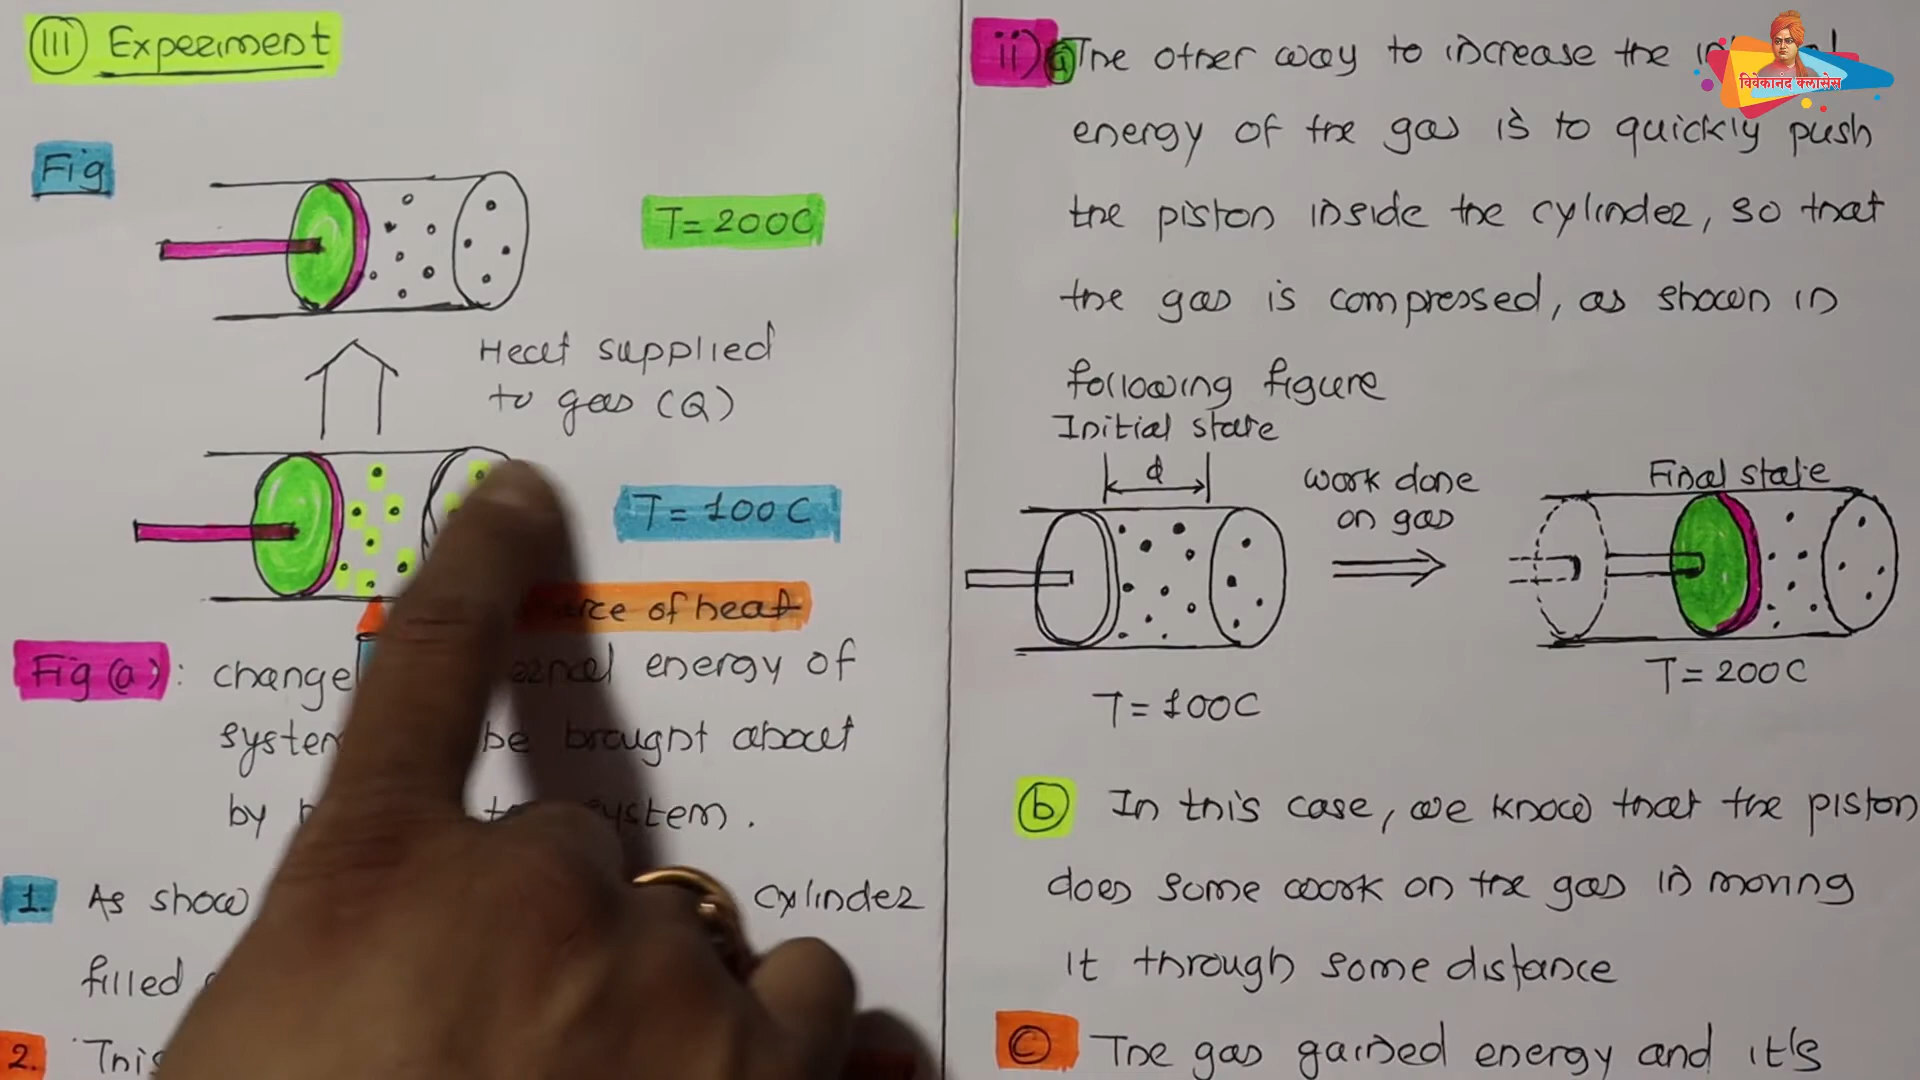 III Experiment
Fig
T=200C
Heat supplied
to gas (Q)
T=100C
of heat
Fig (a): change energy of
system be brought about
by system.
1. As show cylinder
filled
2. This
ii) a The other way to increase the
energy of the gas is to quickly push
the piston inside the cylinder, so that
the gas is compressed, as shown in
following figure
Initial state
d
work done
on gas
Final state
T=100C
T=200C
b In this case, we know that the piston
does some work on the gas in moving
it through some distance
c The gas gained energy and it's
विवेकानंद क्लासेस